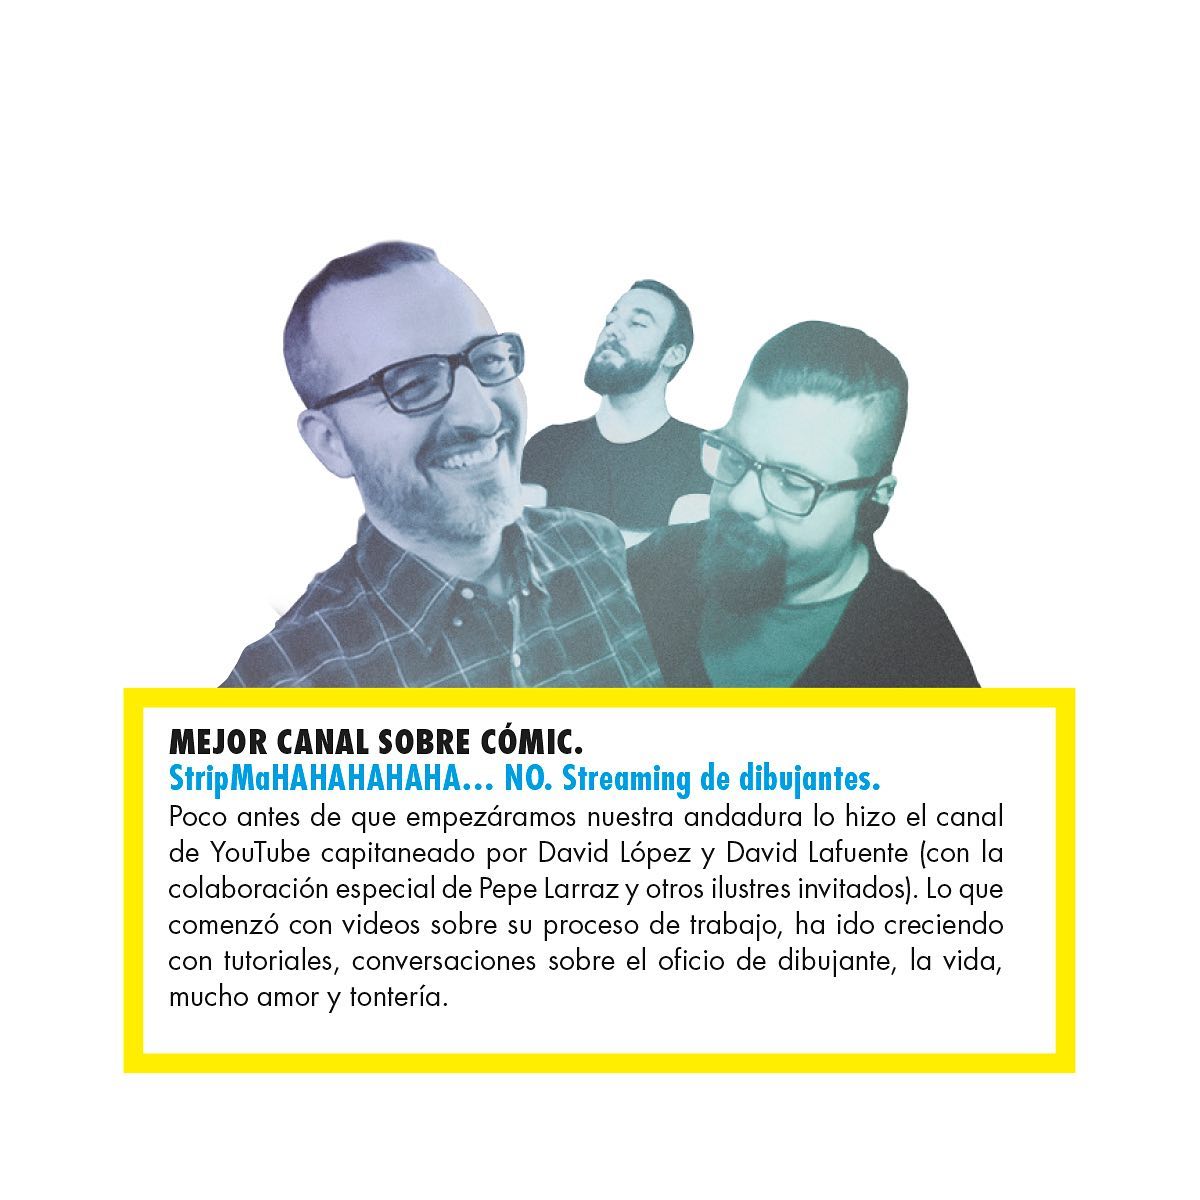 MEJOR CANAL SOBRE CÓMIC.
StripMaHAHAHAHAHA... NO. Streaming de dibujantes.
Poco antes de que empezáramos nuestra andadura lo hizo el canal
de YouTube capitaneado por David López y David Lafuente (con la
colaboración especial de Pepe Larraz y otros ilustres invitados). Lo que
comenzó con videos sobre su proceso de trabajo, ha ido creciendo
con tutoriales, conversaciones sobre el oficio de dibujante, la vida,
mucho amor y tontería.